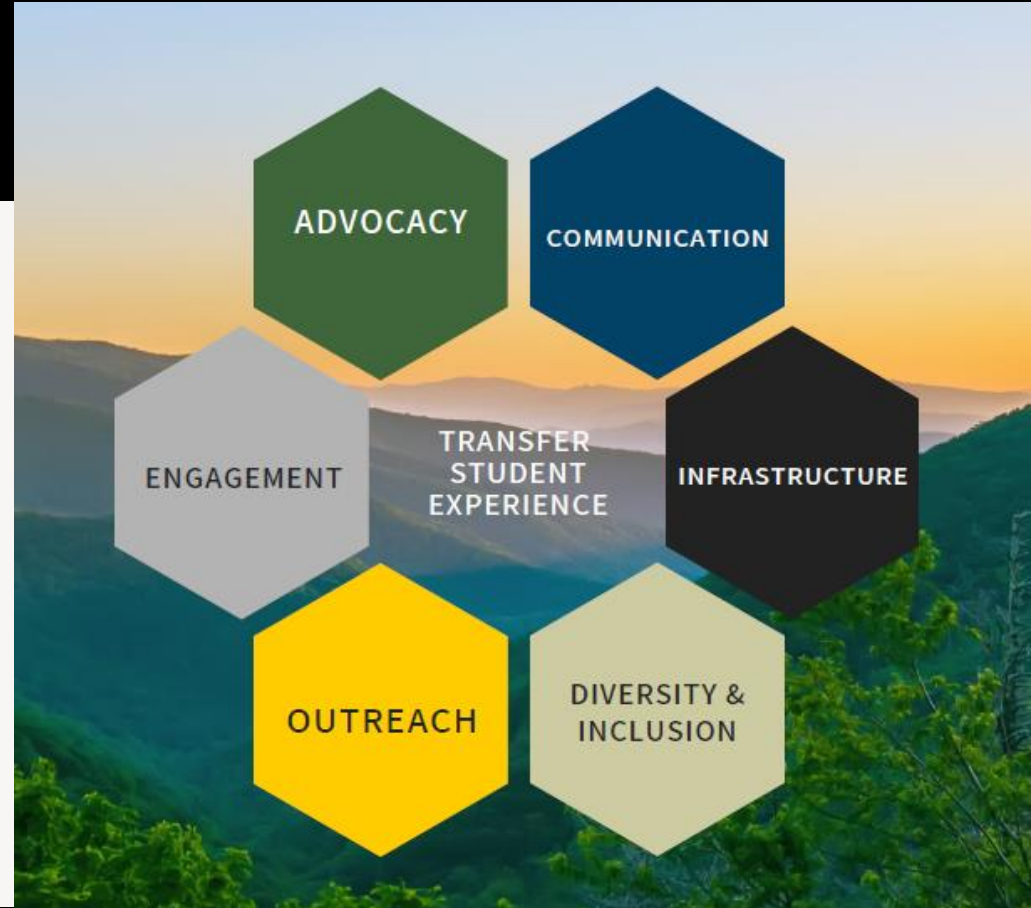 ADVOCACY
COMMUNICATION
ENGAGEMENT
TRANSFER
STUDENT
EXPERIENCE
INFRASTRUCTURE
OUTREACH
DIVERSITY &
INCLUSION